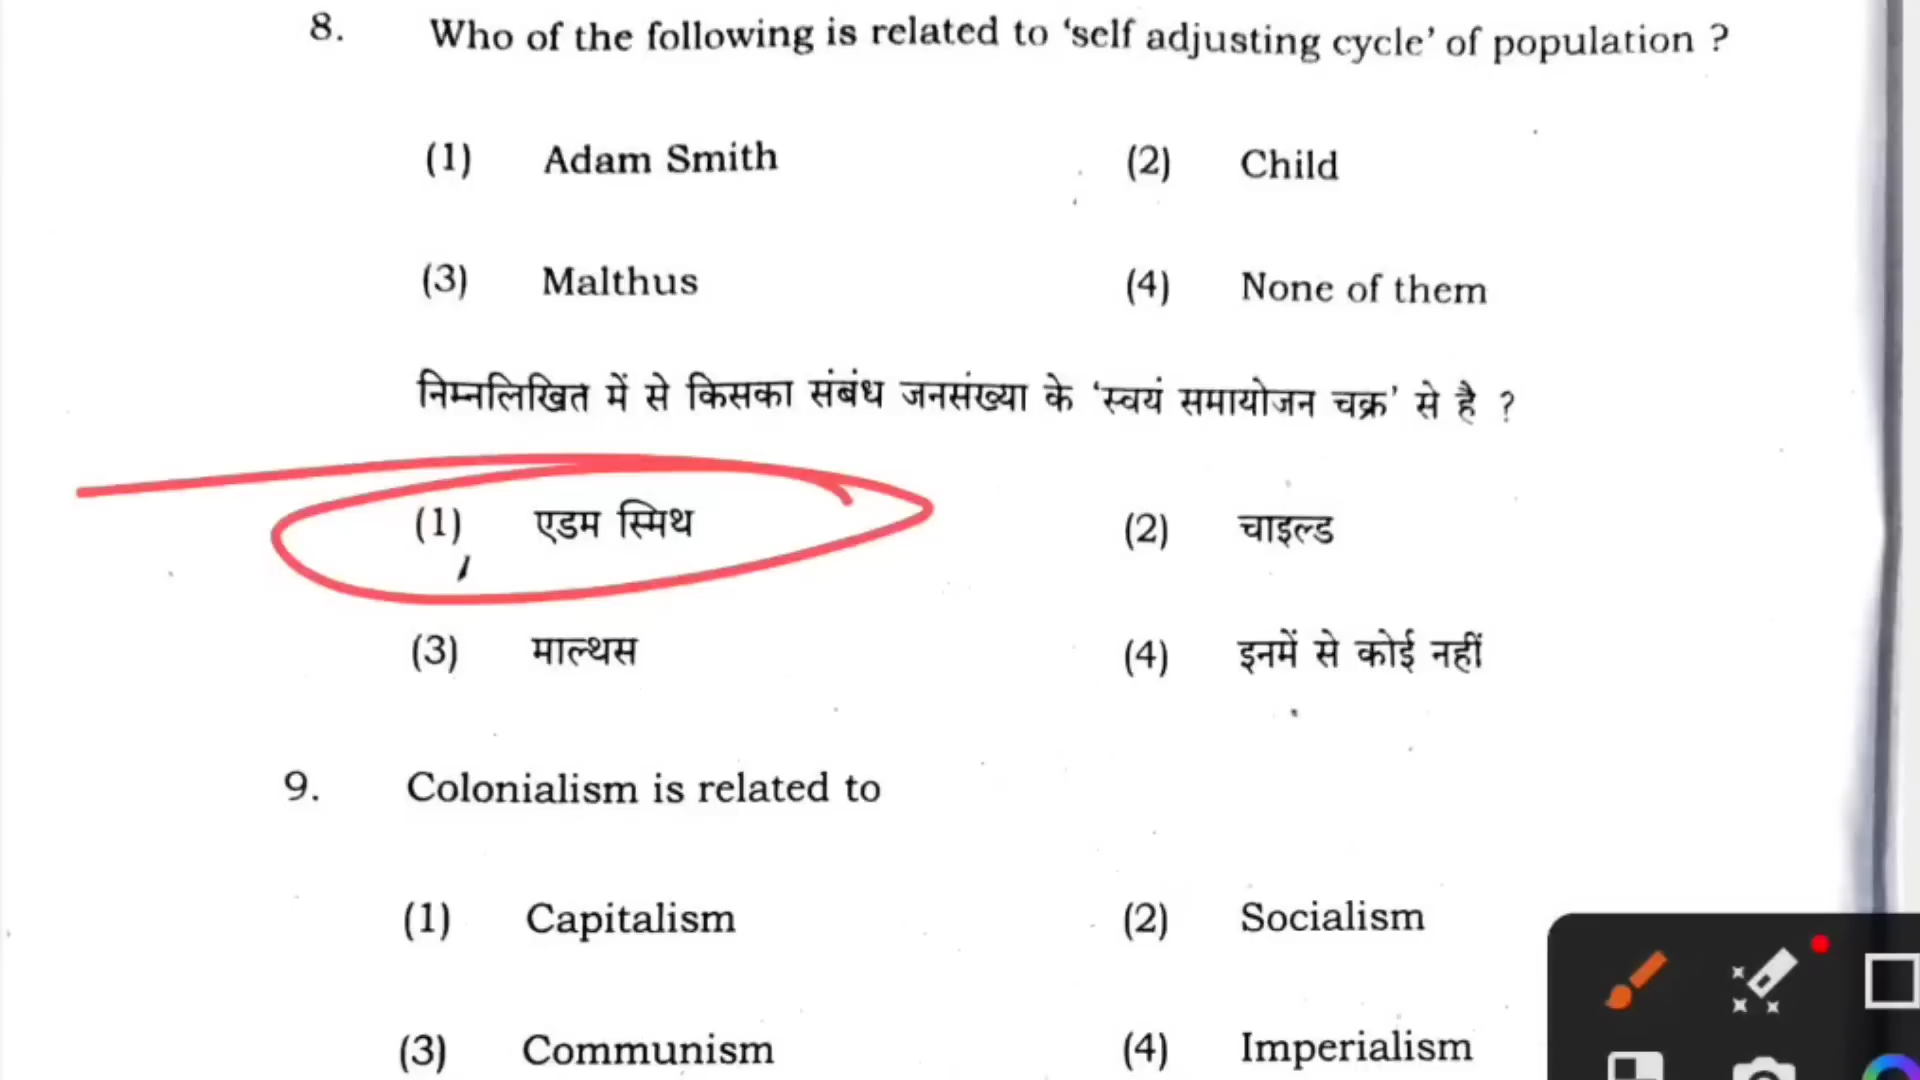 8. Who of the following is related to ‘self adjusting cycle’ of population ?
(1) Adam Smith (2) Child
(3) Malthus (4) None of them
निम्नलिखित में से किसका संबंध जनसंख्या के ‘स्वयं समायोजन चक्र’ से है ?
(1) एडम स्मिथ (2) चाइल्ड
(3) माल्थस (4) इनमें से कोई नहीं
9. Colonialism is related to
(1) Capitalism (2) Socialism
(3) Communism (4) Imperialism